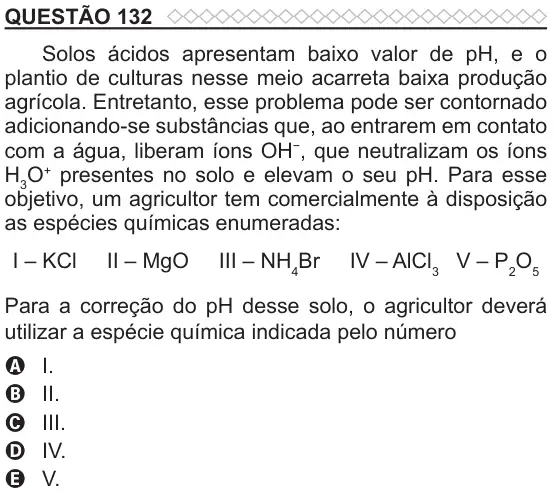 QUESTÃO 132
Solos ácidos apresentam baixo valor de pH, e o
plantio de culturas nesse meio acarreta baixa produção
agrícola. Entretanto, esse problema pode ser contornado
adicionando-se substâncias que, ao entrarem em contato
com a água, liberam íons OH⁻, que neutralizam os íons
H₃O⁺ presentes no solo e elevam o seu pH. Para esse
objetivo, um agricultor tem comercialmente à disposição
as espécies químicas enumeradas:
I – KCl II – MgO III – NH₄Br IV – AlCl₃ V – P₂O₅
Para a correção do pH desse solo, o agricultor deverá
utilizar a espécie química indicada pelo número
A I.
B II.
C III.
D IV.
E V.